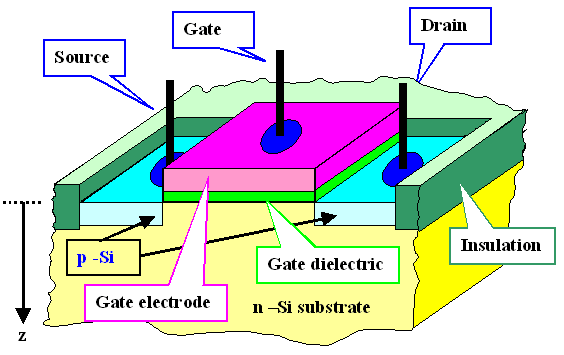 Gate
Drain
Source
p -Si
Gate dielectric
Insulation
Gate electrode
n –Si substrate
z